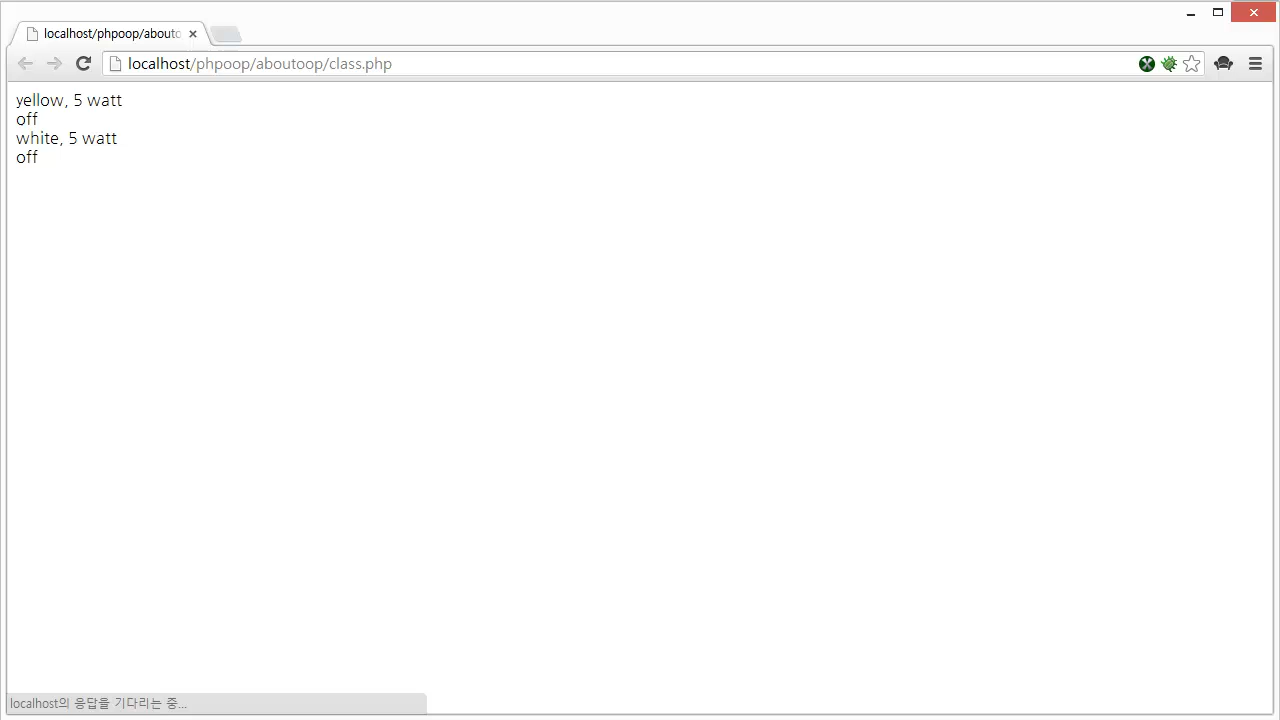 localhost/phpoop/abouto
localhost/phpoop/aboutoop/class.php
yellow, 5 watt
off
white, 5 watt
off
localhost의 응답을 기다리는 중...